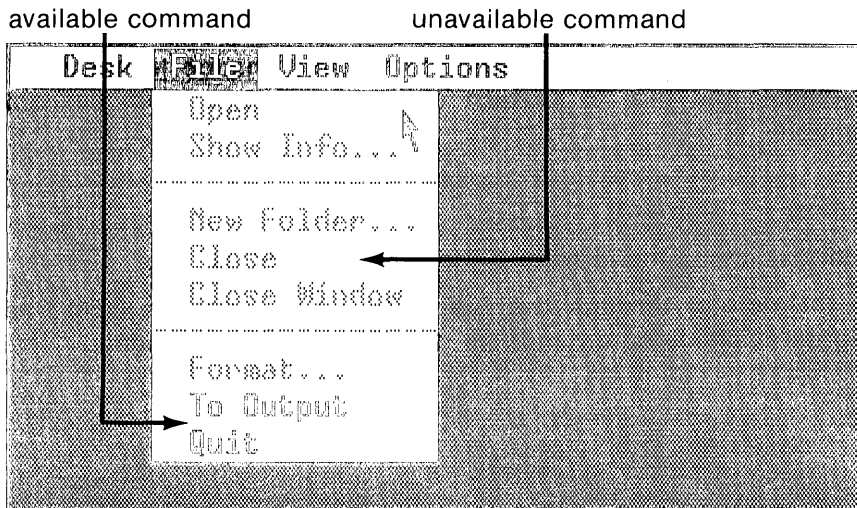 available command unavailable command
Desk File View Options
Open
Show Info...
New Folder...
Close
Close Window
Format...
To Output
Quit